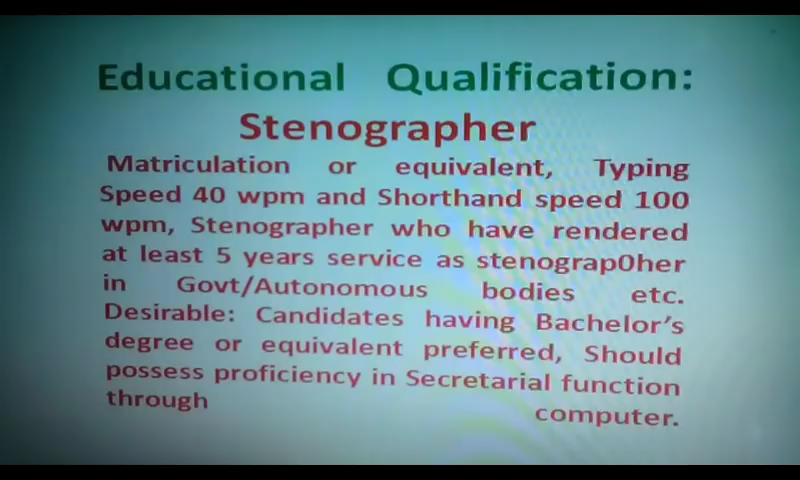 Educational Qualification:
Stenographer
Matriculation or equivalent, Typing
Speed 40 wpm and Shorthand speed 100
wpm, Stenographer who have rendered
at least 5 years service as stenograp0her
in Govt/Autonomous bodies etc.
Desirable: Candidates having Bachelor's
degree or equivalent preferred, Should
possess proficiency in Secretarial function
through computer.